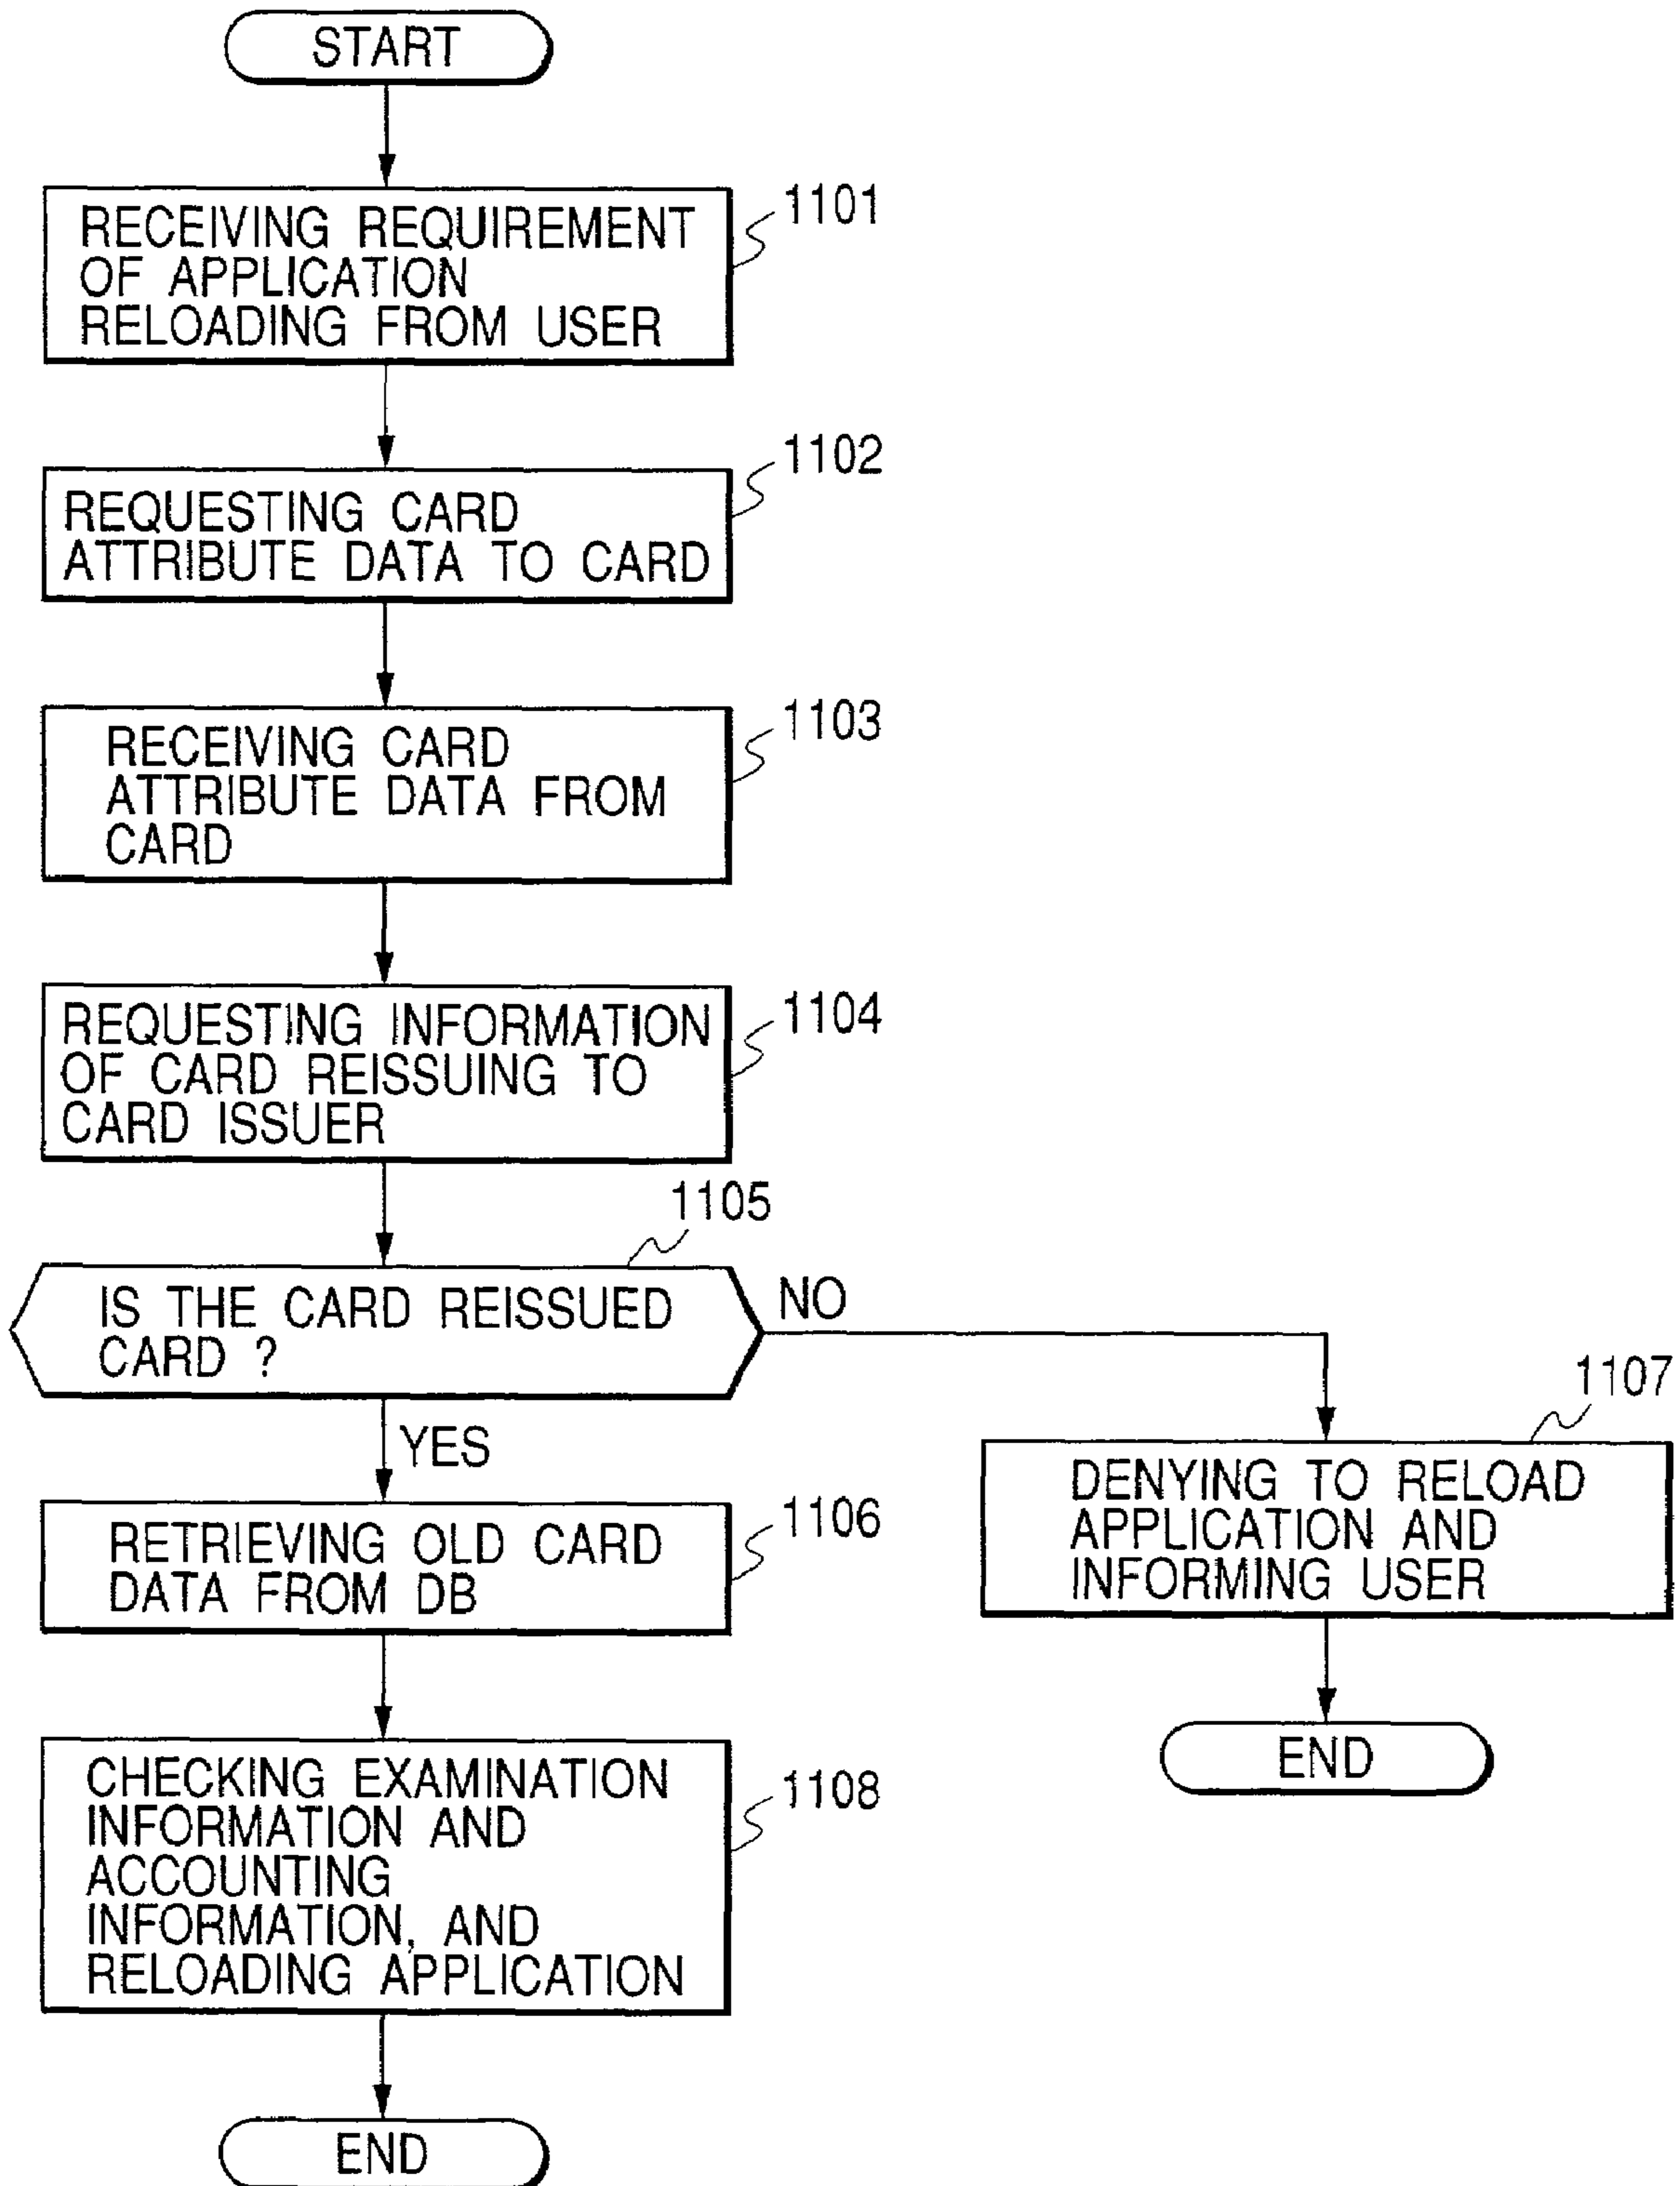 START
RECEIVING REQUIREMENT
OF APPLICATION
RELOADING FROM USER
1101
REQUESTING CARD
ATTRIBUTE DATA TO CARD
1102
RECEIVING CARD
ATTRIBUTE DATA FROM
CARD
1103
REQUESTING INFORMATION
OF CARD REISSUING TO
CARD ISSUER
1104
1105
IS THE CARD REISSUED
CARD ?
NO
YES
1107
DENYING TO RELOAD
APPLICATION AND
INFORMING USER
END
RETRIEVING OLD CARD
DATA FROM DB
1106
CHECKING EXAMINATION
INFORMATION AND
ACCOUNTING
INFORMATION, AND
RELOADING APPLICATION
1108
END